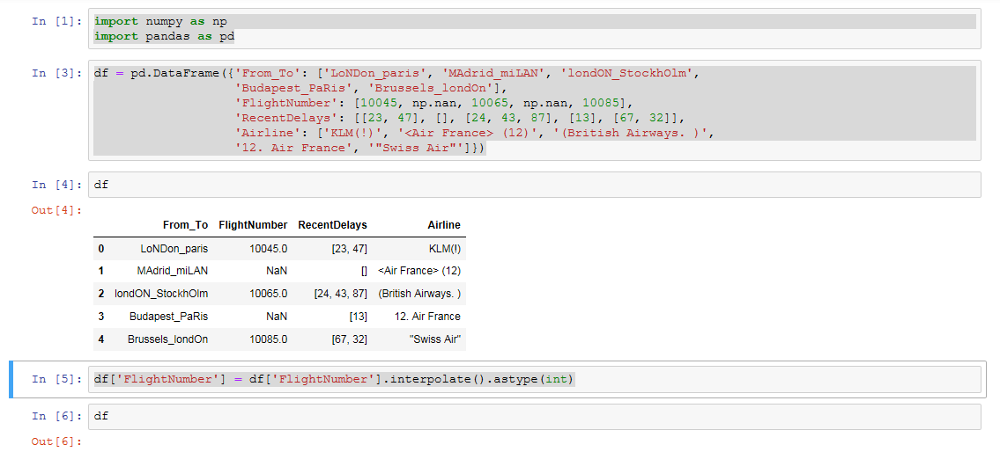 In [1]: import numpy as np
import pandas as pd
In [3]: df = pd.DataFrame({'From_To': ['LoNDon_paris', 'MAdrid_miLAN', 'londON_StockhOlm',
'Budapest_PaRis', 'Brussels_londOn'],
'FlightNumber': [10045, np.nan, 10065, np.nan, 10085],
'RecentDelays': [[23, 47], [], [24, 43, 87], [13], [67, 32]],
'Airline': ['KLM(!)', '<Air France> (12)', '(British Airways. )',
'12. Air France', '"Swiss Air"']})
In [4]: df
Out[4]:
From_To FlightNumber RecentDelays Airline
0 LoNDon_paris 10045.0 [23, 47] KLM(!)
1 MAdrid_miLAN NaN [] <Air France> (12)
2 londON_StockhOlm 10065.0 [24, 43, 87] (British Airways. )
3 Budapest_PaRis NaN [13] 12. Air France
4 Brussels_londOn 10085.0 [67, 32] "Swiss Air"
In [5]: df['FlightNumber'] = df['FlightNumber'].interpolate().astype(int)
In [6]: df
Out[6]: